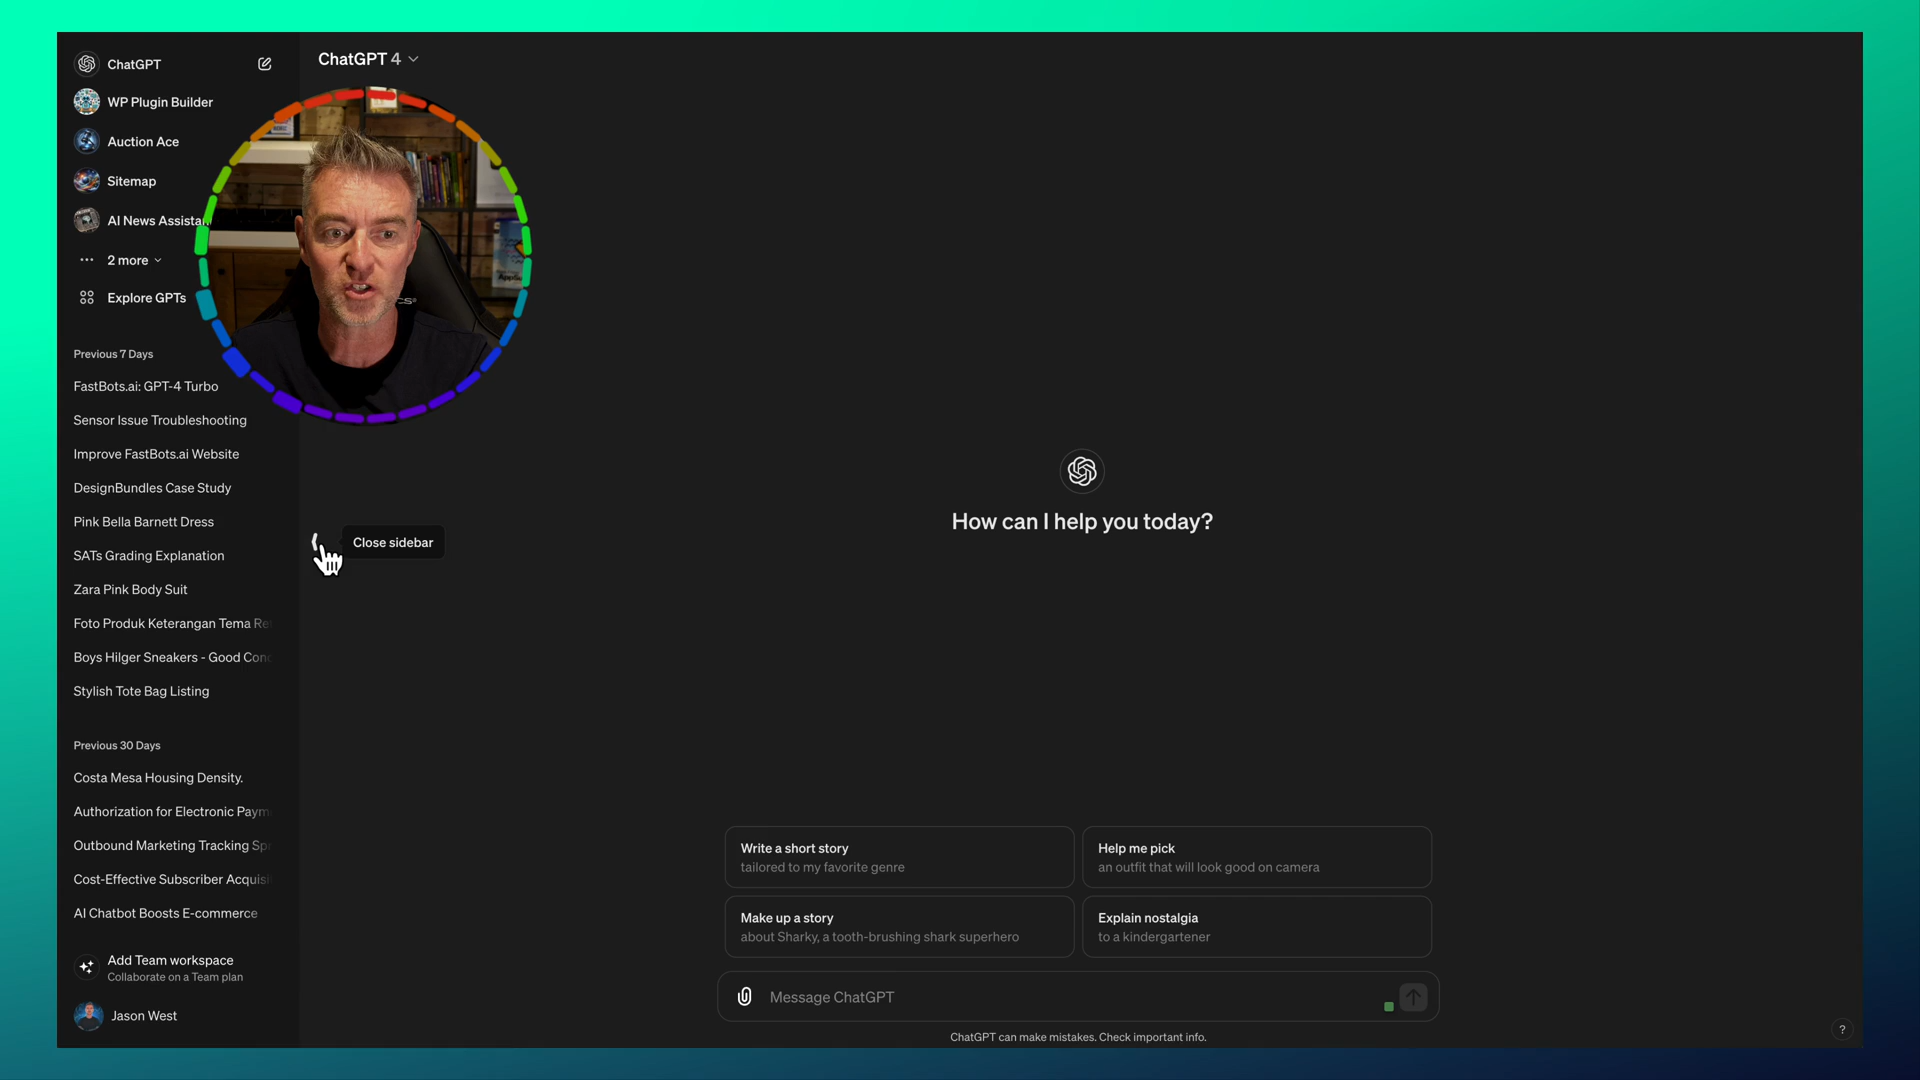 ChatGPT
WP Plugin Builder
Auction Ace
Sitemap
AI News Assistan
2 more
Explore GPTs
Previous 7 Days
FastBots.ai: GPT-4 Turbo
Sensor Issue Troubleshooting
Improve FastBots.ai Website
DesignBundles Case Study
Pink Bella Barnett Dress
SATs Grading Explanation
Zara Pink Body Suit
Foto Produk Keterangan Tema Re
Boys Hilger Sneakers - Good Con
Stylish Tote Bag Listing
Previous 30 Days
Costa Mesa Housing Density.
Authorization for Electronic Paym
Outbound Marketing Tracking Sp
Cost-Effective Subscriber Acquisi
AI Chatbot Boosts E-commerce
Add Team workspace
Collaborate on a Team plan
Jason West
ChatGPT 4
Close sidebar
How can I help you today?
Write a short story
tailored to my favorite genre
Help me pick
an outfit that will look good on camera
Make up a story
about Sharky, a tooth-brushing shark superhero
Explain nostalgia
to a kindergartener
Message ChatGPT
ChatGPT can make mistakes. Check important info.
?